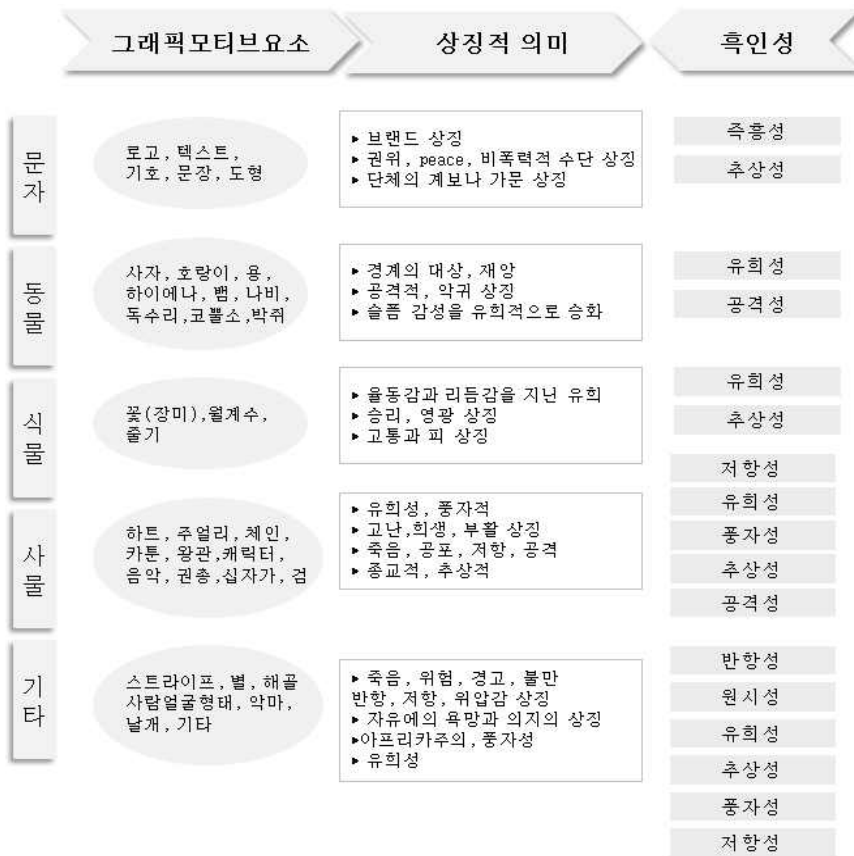 그래픽모티브요소
상징적 의미
흑인성
문자
로고, 텍스트,
기호, 문장, 도형
▸ 브랜드 상징
▸ 권위, peace, 비폭력적 수단 상징
▸ 단체의 계보나 가문 상징
즉흥성
추상성
동물
사자, 호랑이, 용,
하이에나, 뱀, 나비,
독수리,코뿔소,박쥐
▸ 경계의 대상, 재앙
▸ 공격적, 악귀 상징
▸ 슬픔 감성을 유희적으로 승화
유희성
공격성
식물
꽃(장미),월계수,
줄기
▸ 율동감과 리듬감을 지닌 유희
▸ 승리, 영광 상징
▸ 고통과 피 상징
유희성
추상성
사물
하트, 주얼리, 체인,
카툰, 왕관,캐릭터,
음악, 권총,십자가, 검
▸ 유희성, 풍자적
▸ 고난,희생, 부활 상징
▸ 죽음, 공포, 저항, 공격
▸ 종교적, 추상적
저항성
유희성
풍자성
추상성
공격성
기타
스트라이프, 별, 해골
사람얼굴형태, 악마,
날개, 기타
▸ 죽음, 위험, 경고, 불만
반항, 저항, 위압감 상징
▸ 자유에의 욕망과 의지의 상징
▸아프리카주의, 풍자성
▸ 유희성
반항성
원시성
유희성
추상성
풍자성
저항성